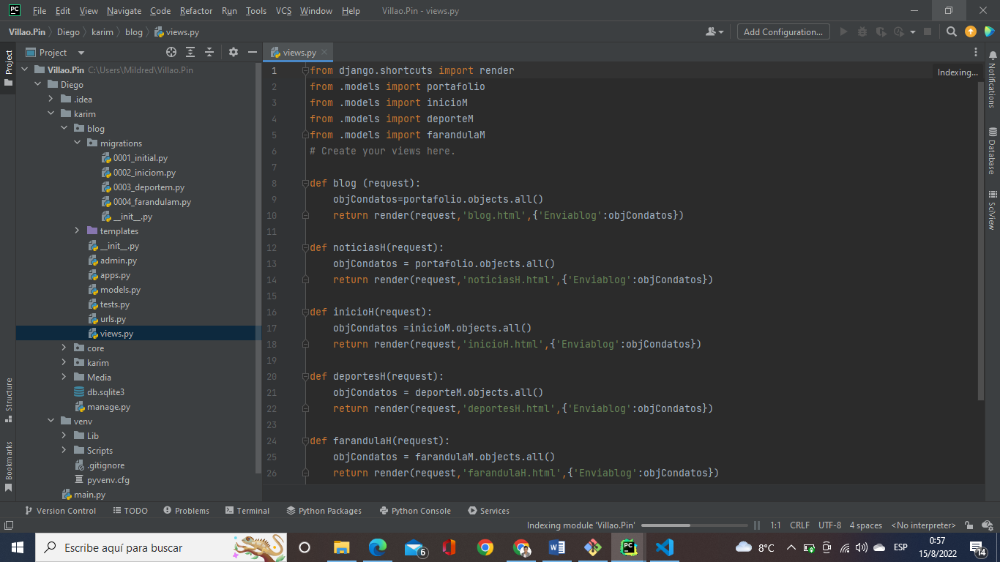 PC File Edit View Navigate Code Refactor Run Tools VCS Window Help Villao.Pin - views.py
Villao.Pin Diego karim blog views.py Add Configuration...
Project
Project
views.py
Villao.Pin C:\Users\Mildred\Villao.Pin
Diego
.idea
karim
blog
migrations
0001_initial.py
0002_iniciom.py
0003_deportem.py
0004_farandulam.py
__init__.py
templates
__init__.py
admin.py
apps.py
models.py
tests.py
urls.py
views.py
core
karim
Media
db.sqlite3
manage.py
venv
Lib
Scripts
.gitignore
pyvenv.cfg
main.py
Structure
Bookmarks
1 from django.shortcuts import render
2 from .models import portafolio
3 from .models import inicioM
4 from .models import deporteM
5 from .models import farandulaM
6 # Create your views here.
7
8 def blog (request):
9 objCondatos=portafolio.objects.all()
10 return render(request,'blog.html',{'Enviablog':objCondatos})
11
12 def noticiasH(request):
13 objCondatos = portafolio.objects.all()
14 return render(request,'noticiasH.html',{'Enviablog':objCondatos})
15
16 def inicioH(request):
17 objCondatos =inicioM.objects.all()
18 return render(request,'inicioH.html',{'Enviablog':objCondatos})
19
20 def deportesH(request):
21 objCondatos = deporteM.objects.all()
22 return render(request,'deportesH.html',{'Enviablog':objCondatos})
23
24 def farandulaH(request):
25 objCondatos = farandulaM.objects.all()
26 return render(request,'farandulaH.html',{'Enviablog':objCondatos})
Indexing...
Notifications
Database
SciView
Version Control TODO Problems Terminal Python Packages Python Console Services
Indexing module 'Villao.Pin' 1:1 CRLF UTF-8 4 spaces <No interpreter>
Escribe aquí para buscar 6 PC 8°C ESP 0:57
15/8/2022 14